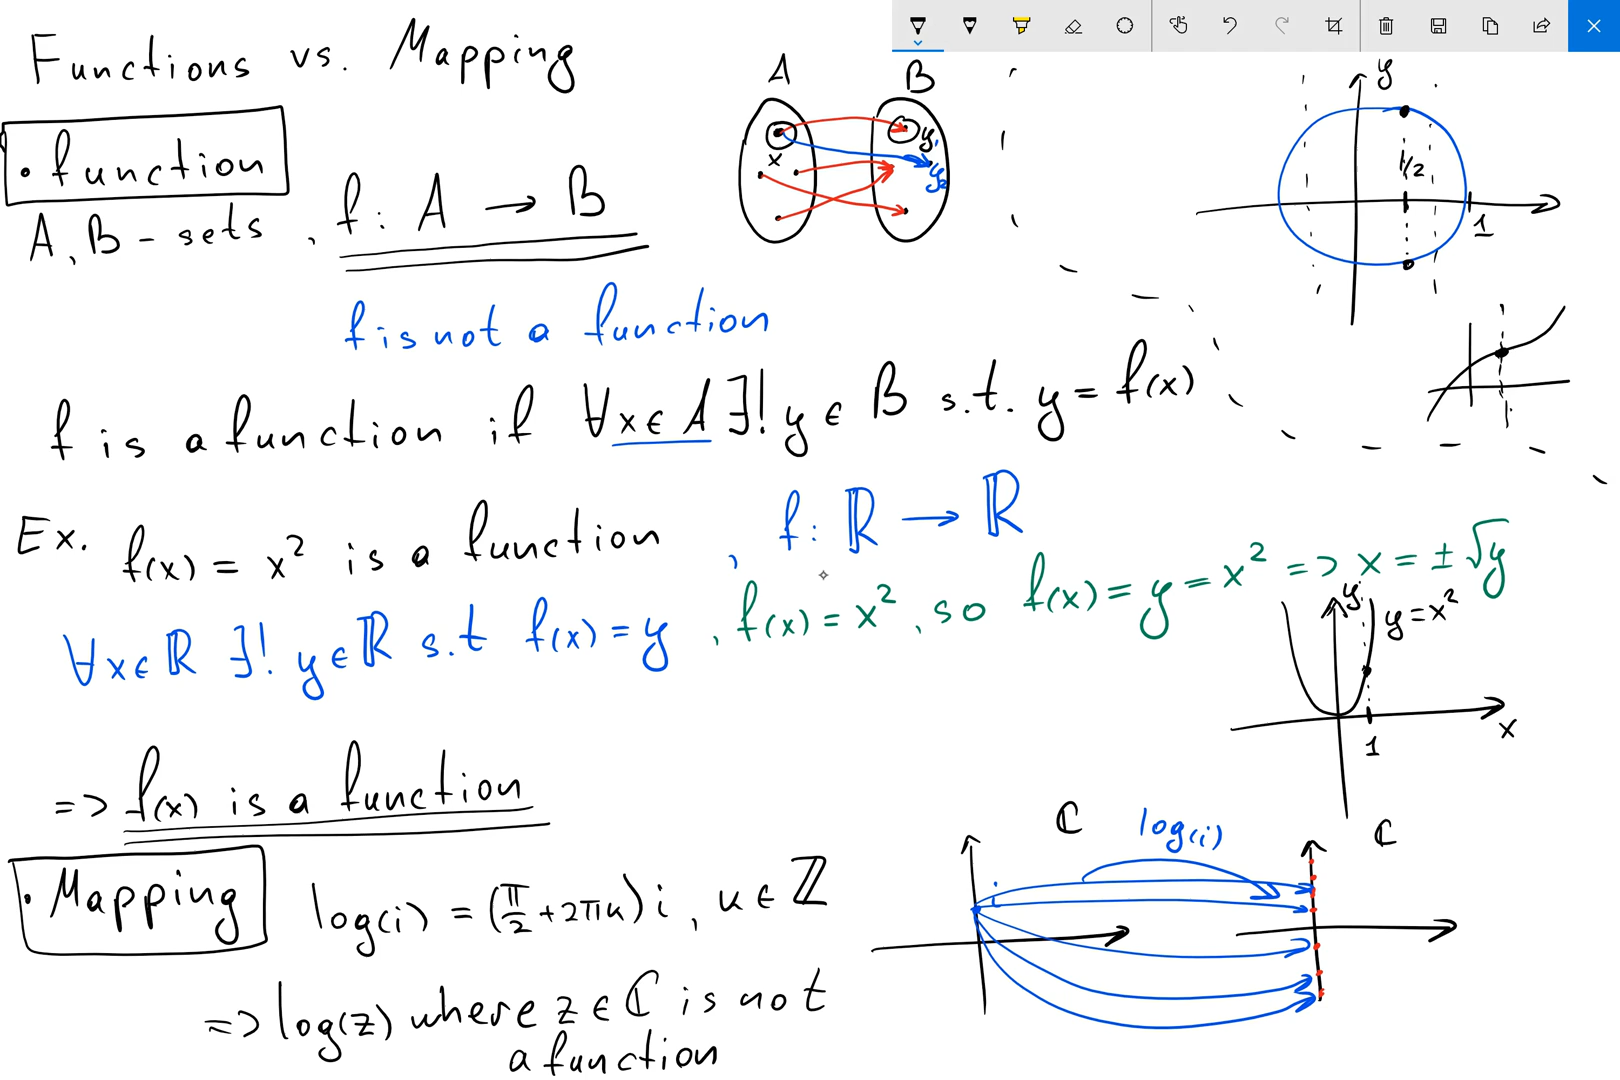 Functions vs. Mapping
A B
y
• function
x y₁
y₂
1/2
1
A, B - sets , f : A → B
f is not a function
f is a function if ∀x∈A ∃! y∈B s.t. y = f(x)
Ex. f(x) = x² is a function , f : ℝ → ℝ
∀x∈ℝ ∃! y∈ℝ s.t f(x) = y , f(x) = x² , so f(x) = y = x² => x = ±√y
y y = x²
x
1
=> f(x) is a function
ℂ log(i) ℂ
• Mapping log(i) = (π/2 + 2πk) i , k ∈ ℤ
i
=> log(z) where z ∈ ℂ is not
a function